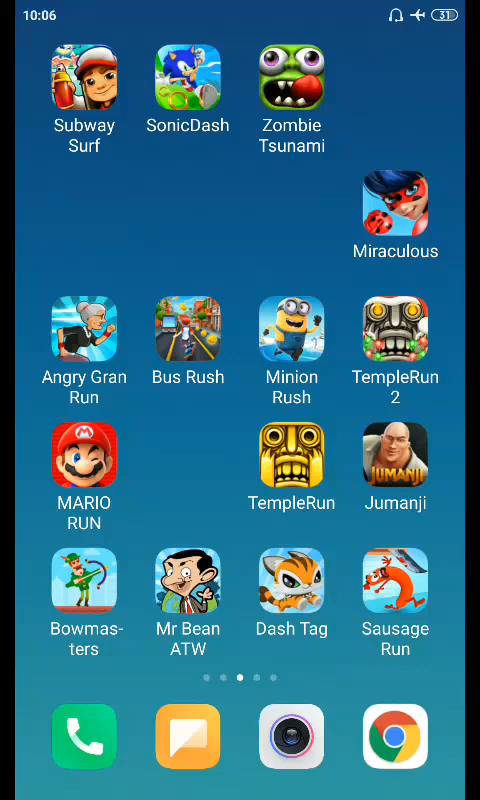 10:06
31
Subway
Surf
SonicDash
Zombie
Tsunami
Miraculous
Angry Gran
Run
Bus Rush
Minion
Rush
TempleRun
2
M
MARIO
RUN
TempleRun
JUMANJI
Jumanji
Bowmas-
ters
Mr Bean
ATW
Dash Tag
Sausage
Run